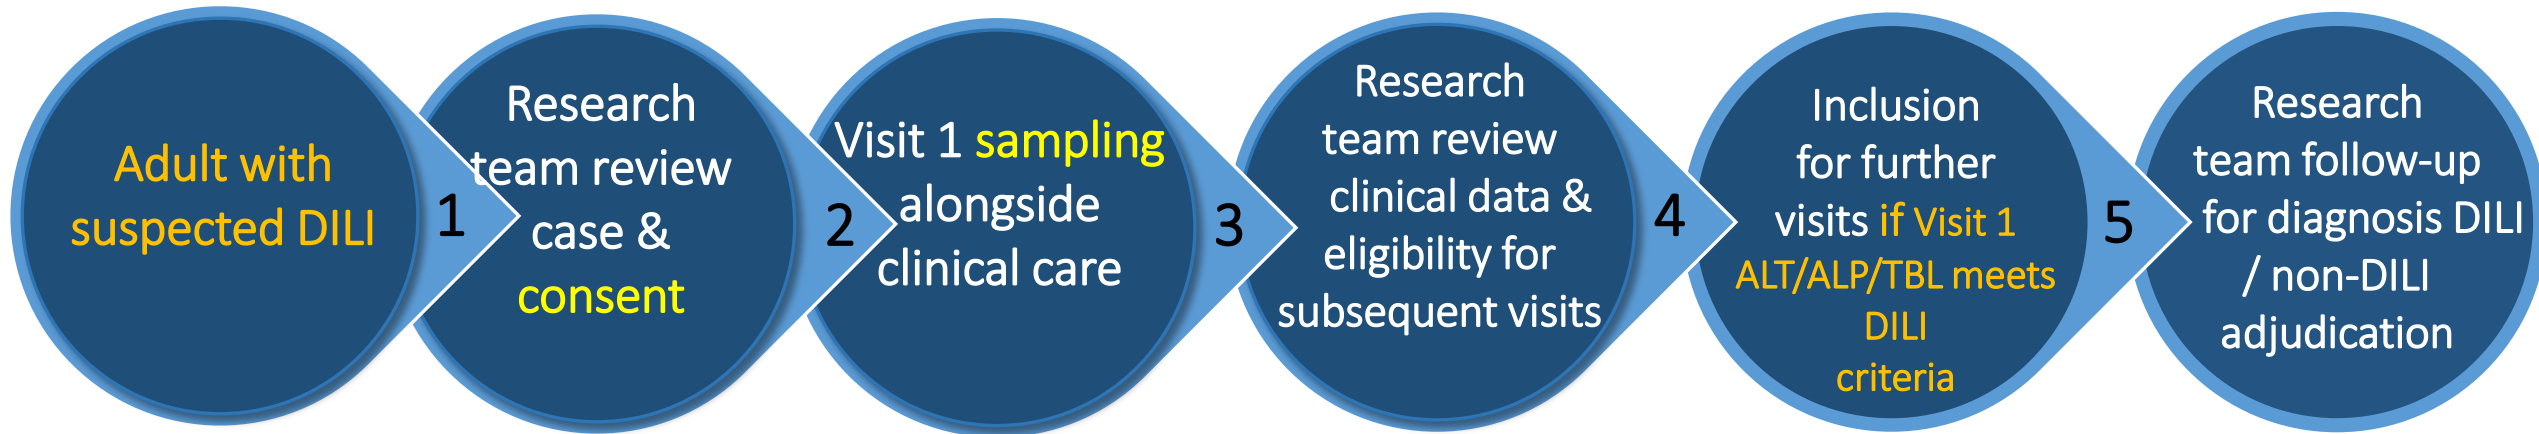 Adult with
suspected DILI
1
Research
team review
case &
consent
2
Visit 1 sampling
alongside
clinical care
3
Research
team review
clinical data &
eligibility for
subsequent visits
4
Inclusion
for further
visits if Visit 1
ALT/ALP/TBL meets
DILI
criteria
5
Research
team follow-up
for diagnosis DILI
/ non-DILI
adjudication